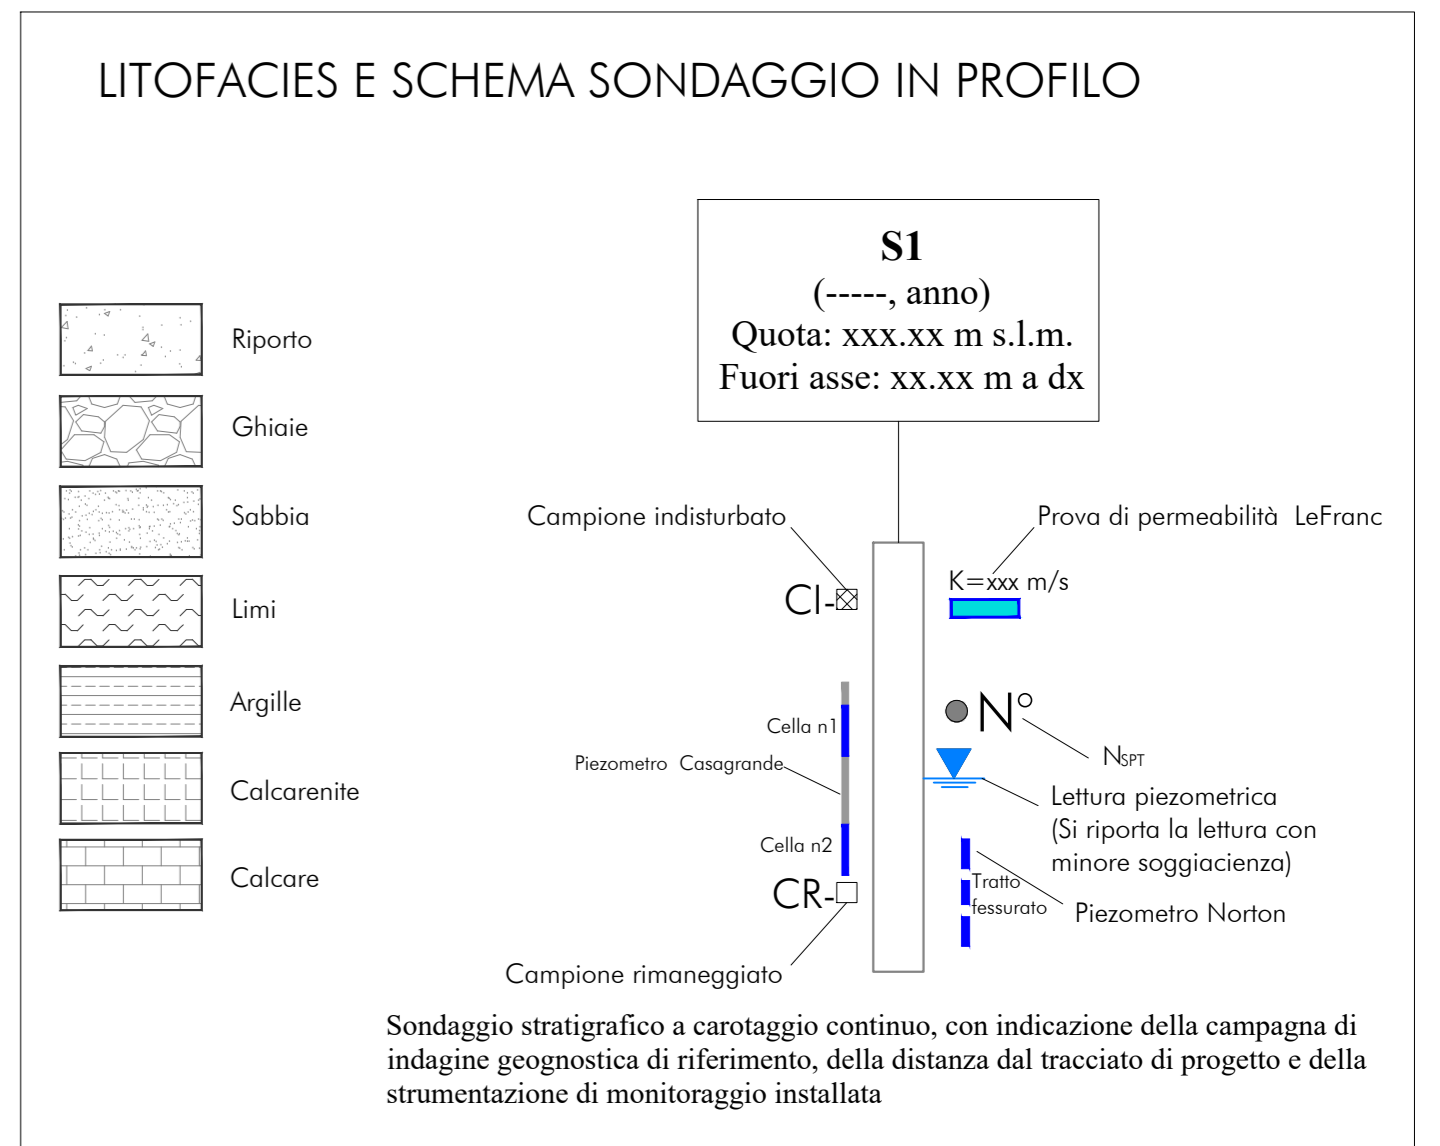 LITOFACIES E SCHEMA SONDAGGIO IN PROFILO
S1
(-----, anno)
Quota: xxx.xx m s.l.m.
Fuori asse: xx.xx m a dx
Riporto
Ghiaie
Sabbia
Limi
Argille
Calcarenite
Calcare
Campione indisturbato
CI-
Cella n1
Piezometro Casagrande
Cella n2
CR-
Campione rimaneggiato
Prova di permeabilità LeFranc
K=xxx m/s
N°
NSPT
Lettura piezometrica
(Si riporta la lettura con
minore soggiacienza)
Tratto
fessurato
Piezometro Norton
Sondaggio stratigrafico a carotaggio continuo, con indicazione della campagna di
indagine geognostica di riferimento, della distanza dal tracciato di progetto e della
strumentazione di monitoraggio installata